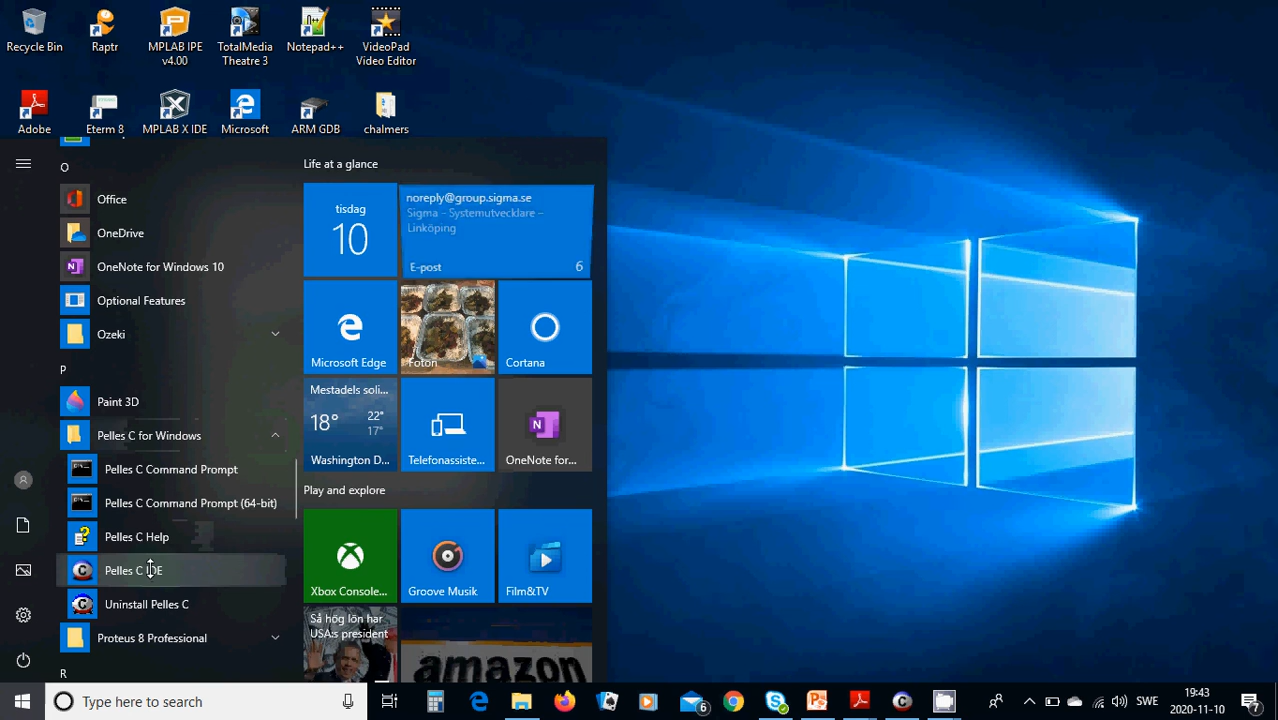 Recycle Bin
Raptr
MPLAB IPE
v4.00
TotalMedia
Theatre 3
Notepad++
VideoPad
Video Editor
Adobe
Eterm 8
MPLAB X IDE
Microsoft
ARM GDB
chalmers
O
Office
OneDrive
OneNote for Windows 10
Optional Features
Ozeki
P
Paint 3D
Pelles C for Windows
Pelles C Command Prompt
Pelles C Command Prompt (64-bit)
Pelles C Help
Pelles C IDE
Uninstall Pelles C
Proteus 8 Professional
R
Life at a glance
tisdag
10
noreply@group.sigma.se
Sigma - Systemutvecklare –
Linköping
E-post 6
Microsoft Edge
Foton
Cortana
Mestadels soli...
18° 22°
17°
Washington D...
Telefonassiste...
OneNote for...
Play and explore
Xbox Console...
Groove Musik
Film&TV
Så hög lön har
USA:s president
amazon
Type here to search
6
SWE
19:43
2020-11-10
7